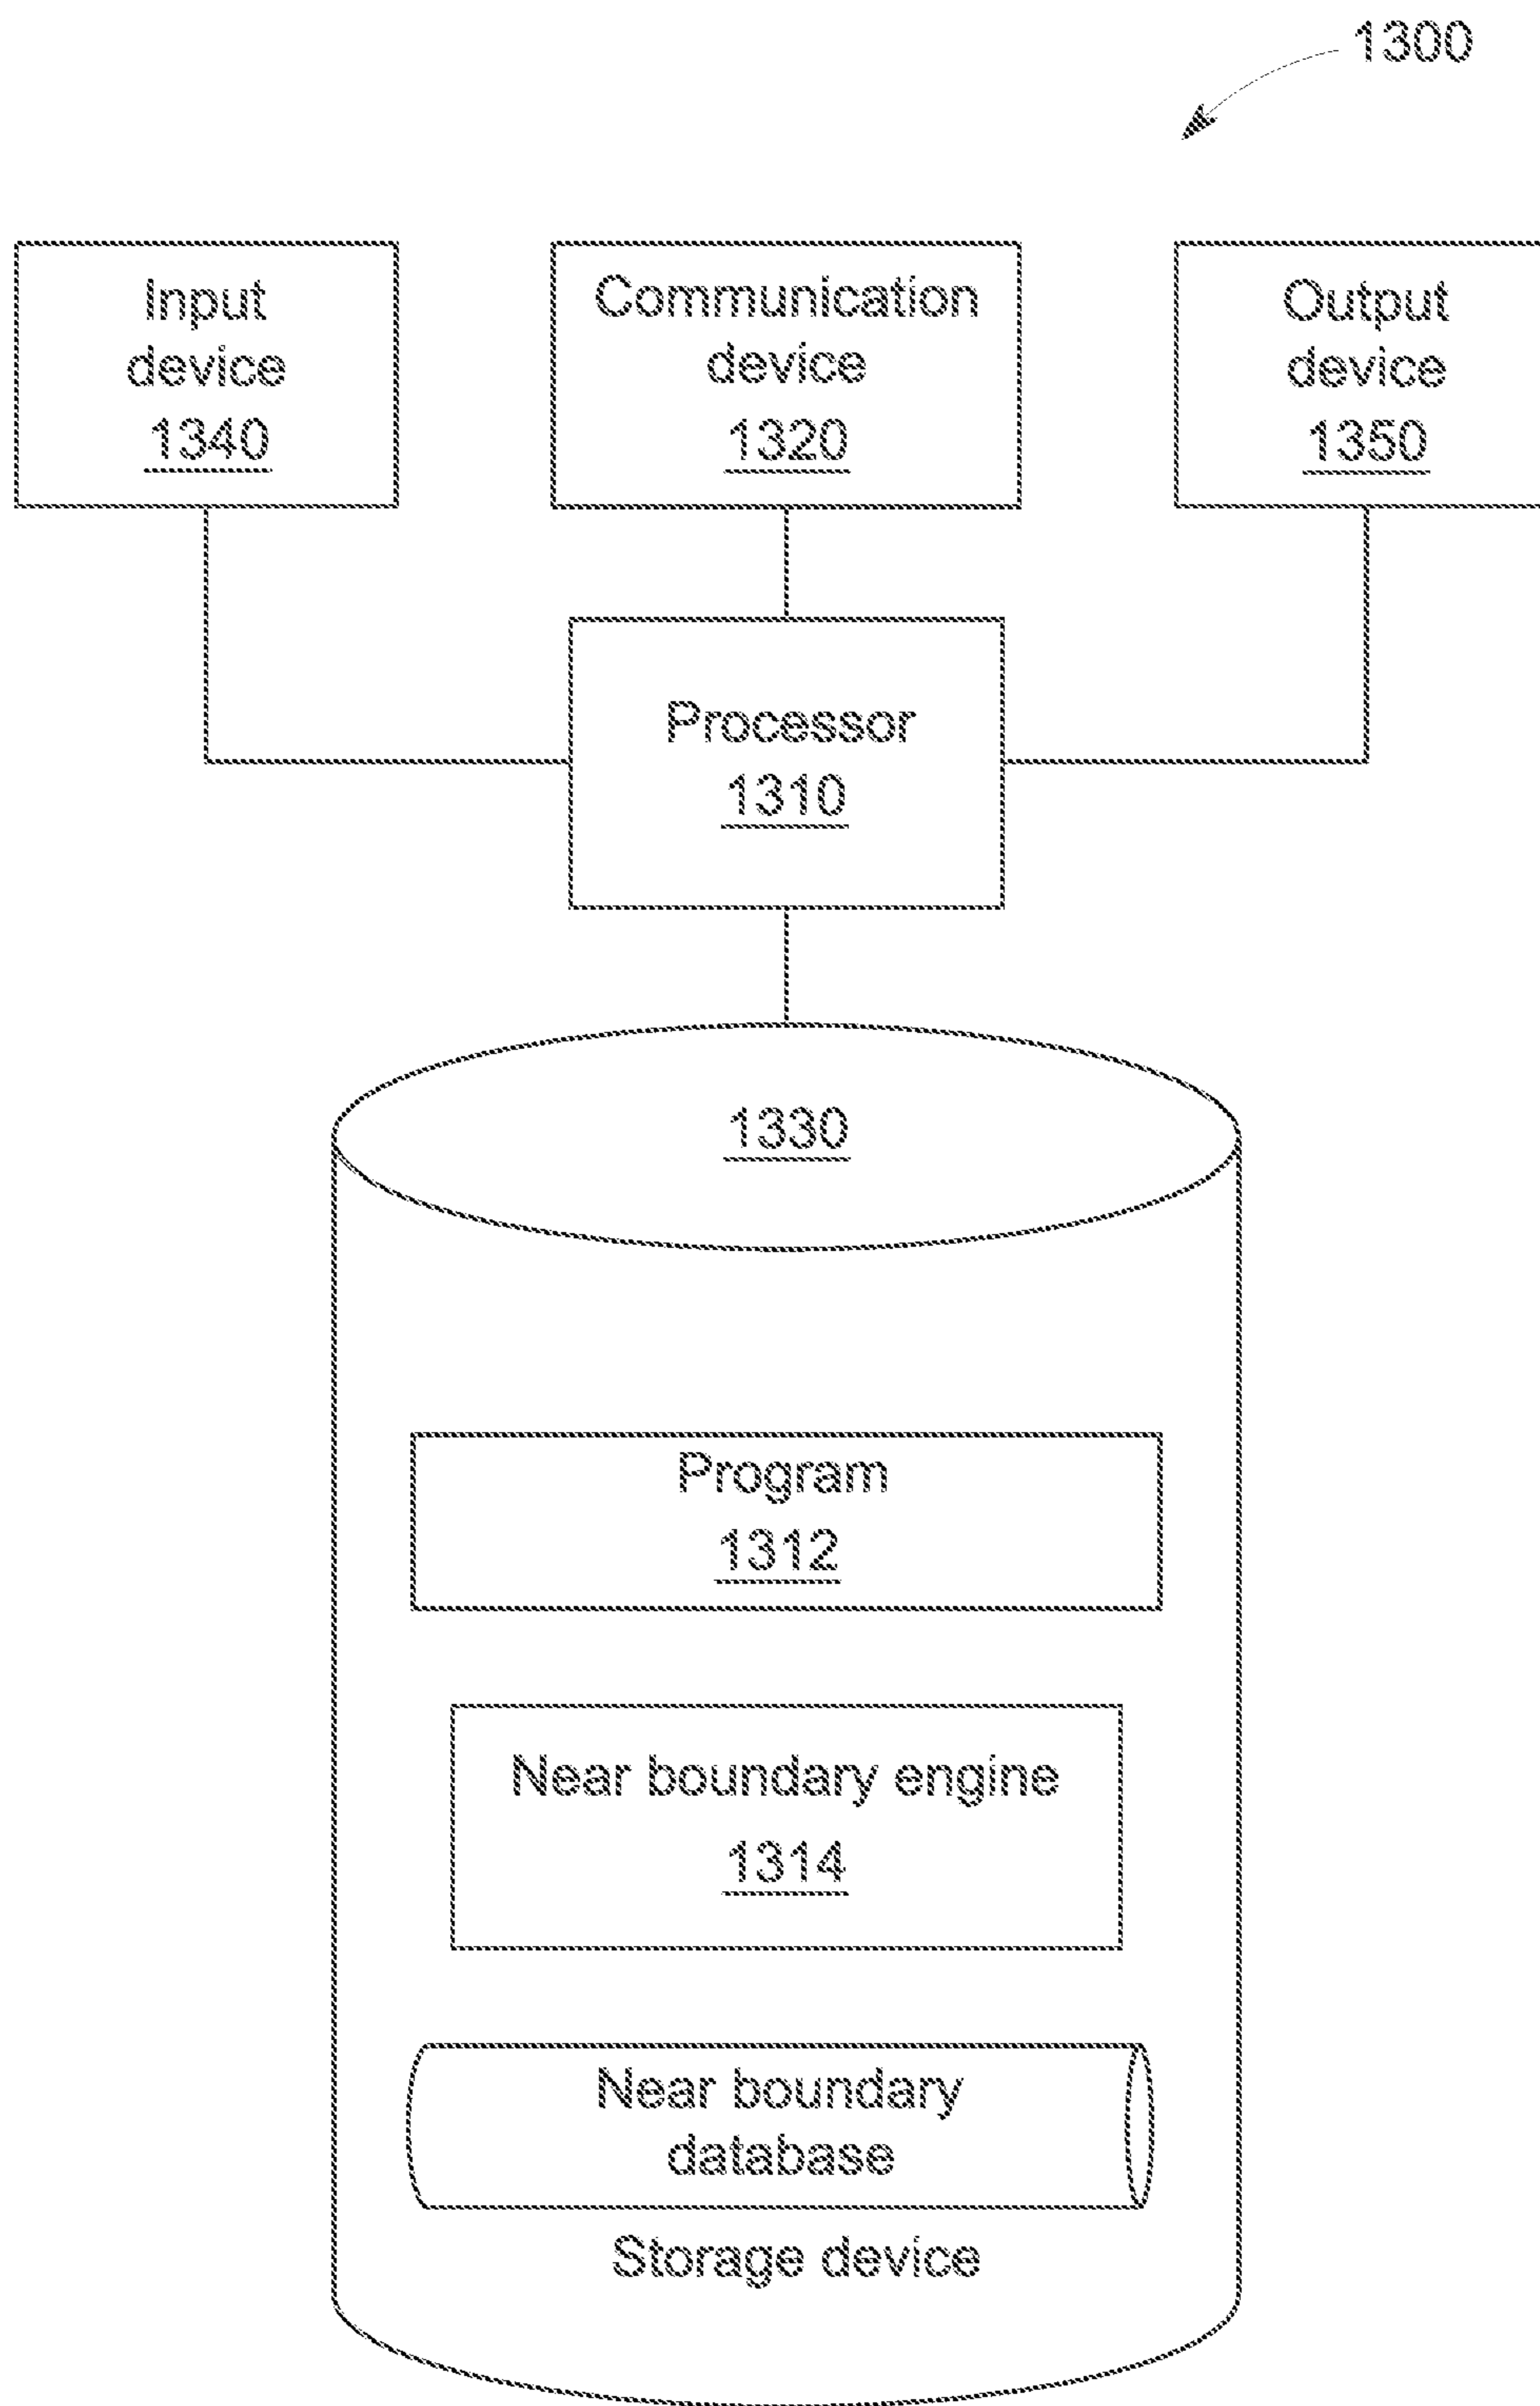 1300
Input
device
1340
Communication
device
1320
Output
device
1350
Processor
1310
1330
Program
1312
Near boundary engine
1314
Near boundary
database
Storage device